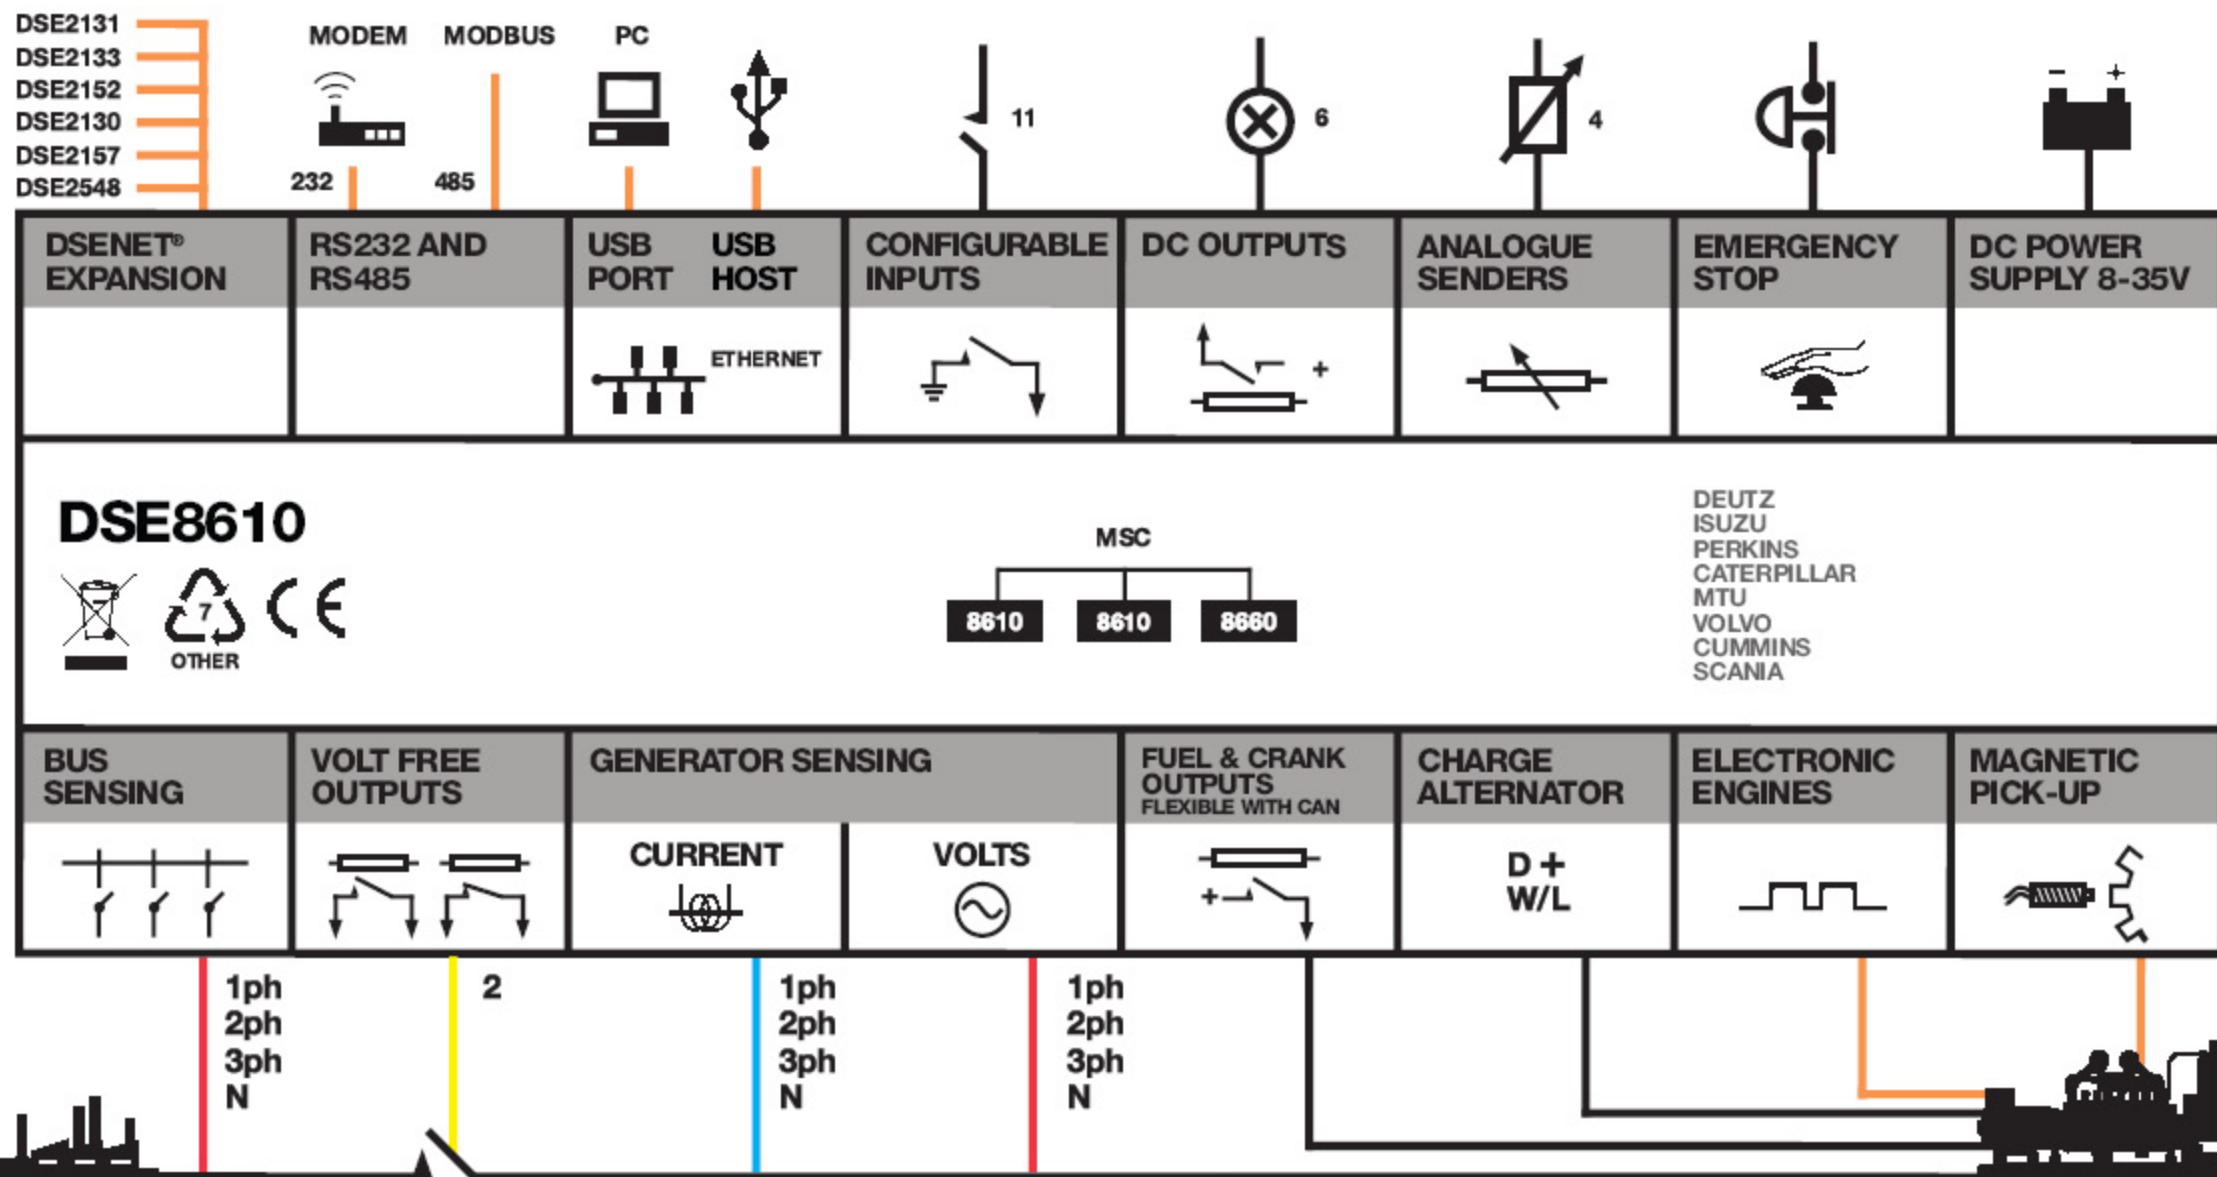 DSE2131
DSE2133
DSE2152
DSE2130
DSE2157
DSE2548
MODEM
MODBUS
PC
232
485
11
6
4
- +
DSENET®
EXPANSION
RS232 AND
RS485
USB
PORT
USB
HOST
ETHERNET
CONFIGURABLE
INPUTS
DC OUTPUTS
+
ANALOGUE
SENDERS
EMERGENCY
STOP
DC POWER
SUPPLY 8-35V
DSE8610
7
OTHER
CE
MSC
8610
8610
8660
DEUTZ
ISUZU
PERKINS
CATERPILLAR
MTU
VOLVO
CUMMINS
SCANIA
BUS
SENSING
VOLT FREE
OUTPUTS
GENERATOR SENSING
CURRENT
VOLTS
FUEL & CRANK
OUTPUTS
FLEXIBLE WITH CAN
+
CHARGE
ALTERNATOR
D+
W/L
ELECTRONIC
ENGINES
MAGNETIC
PICK-UP
1ph
2ph
3ph
N
2
1ph
2ph
3ph
N
1ph
2ph
3ph
N